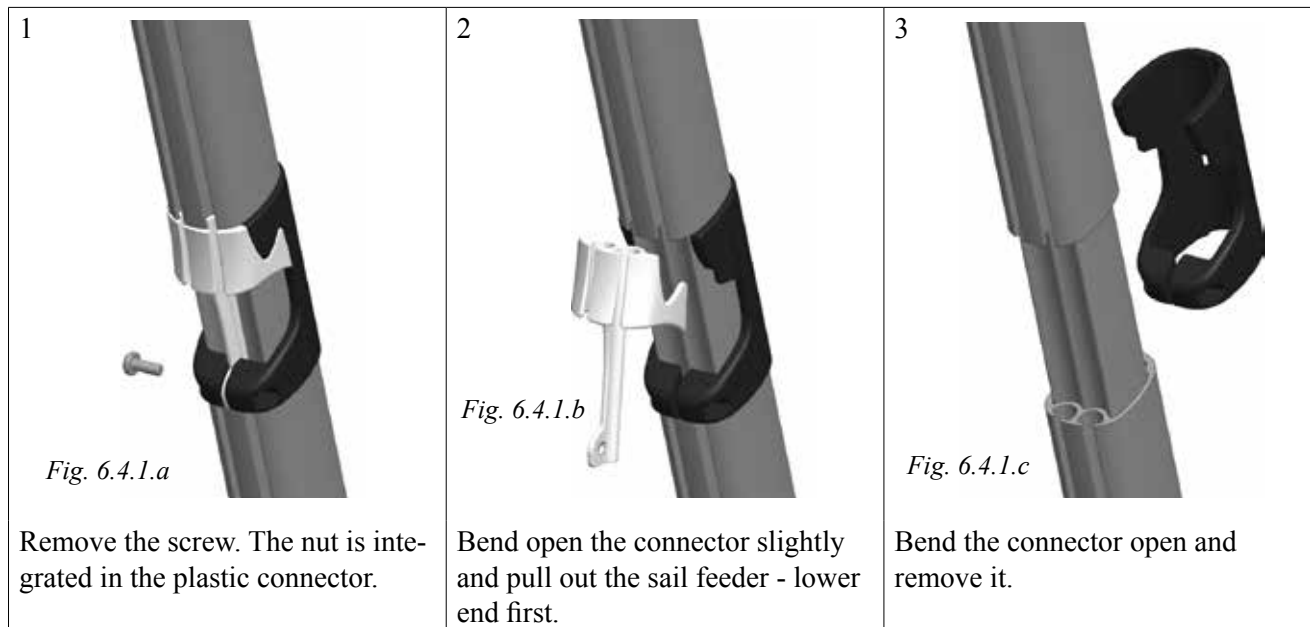 1
Fig. 6.4.1.a
Remove the screw. The nut is inte-
grated in the plastic connector.
2
Fig. 6.4.1.b
Bend open the connector slightly
and pull out the sail feeder - lower
end first.
3
Fig. 6.4.1.c
Bend the connector open and
remove it.